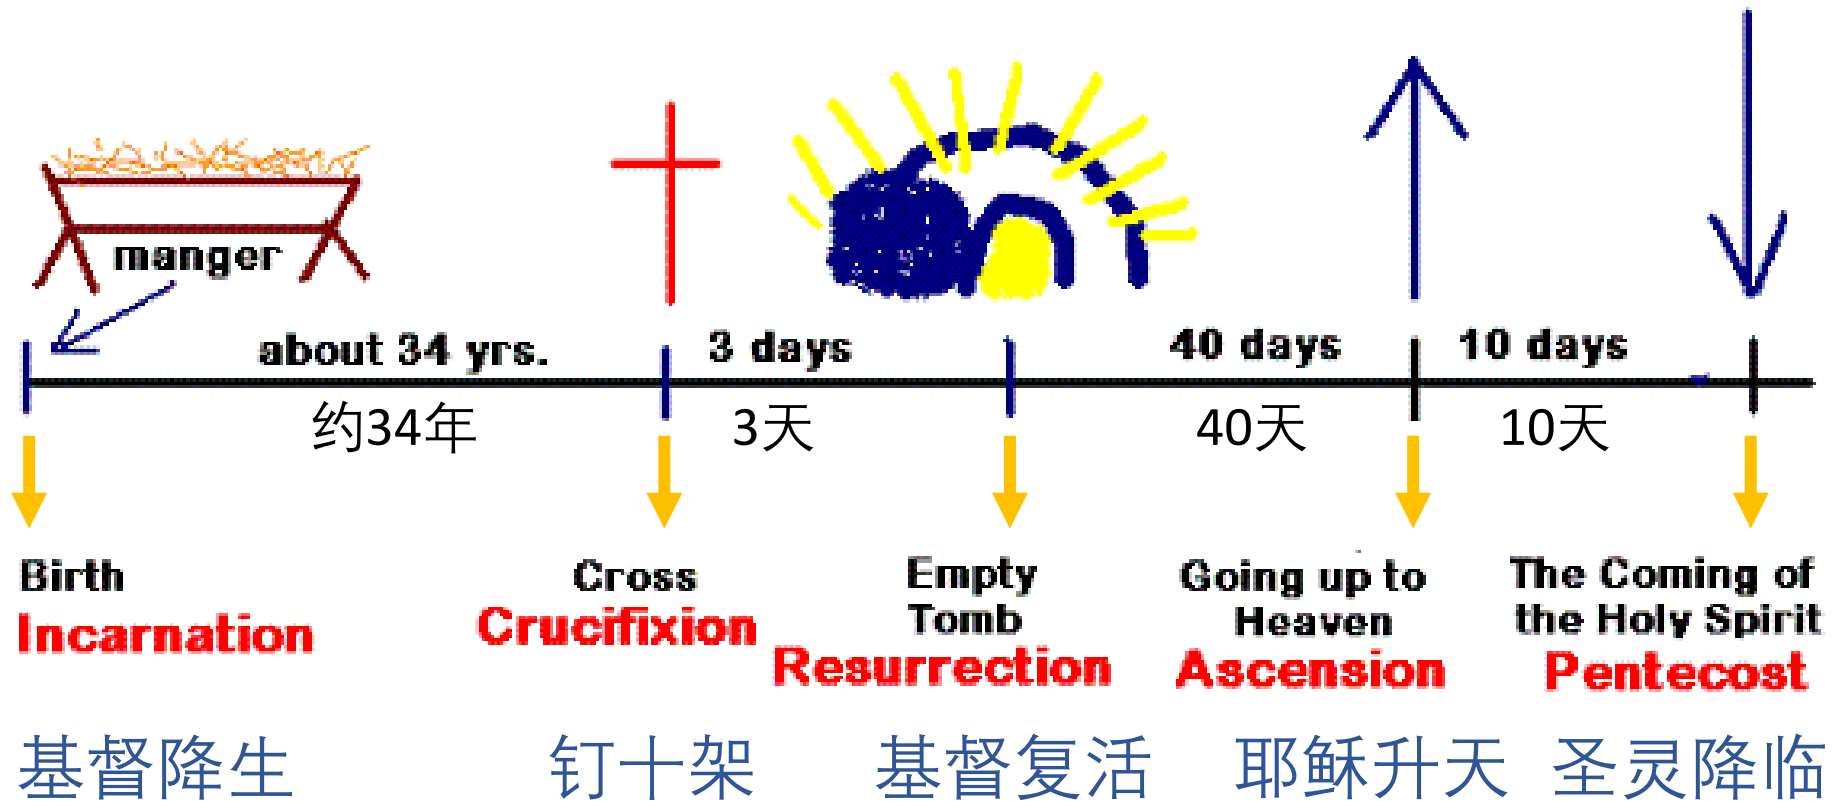 manger
about 34 yrs.
3 days
40 days
10 days
约34年
3天
40天
10天
Birth
Incarnation
基督降生
Cross
Crucifixion
钉十架
Empty
Tomb
Resurrection
基督复活
Going up to
Heaven
Ascension
耶稣升天
The Coming of
the Holy Spirit
Pentecost
圣灵降临